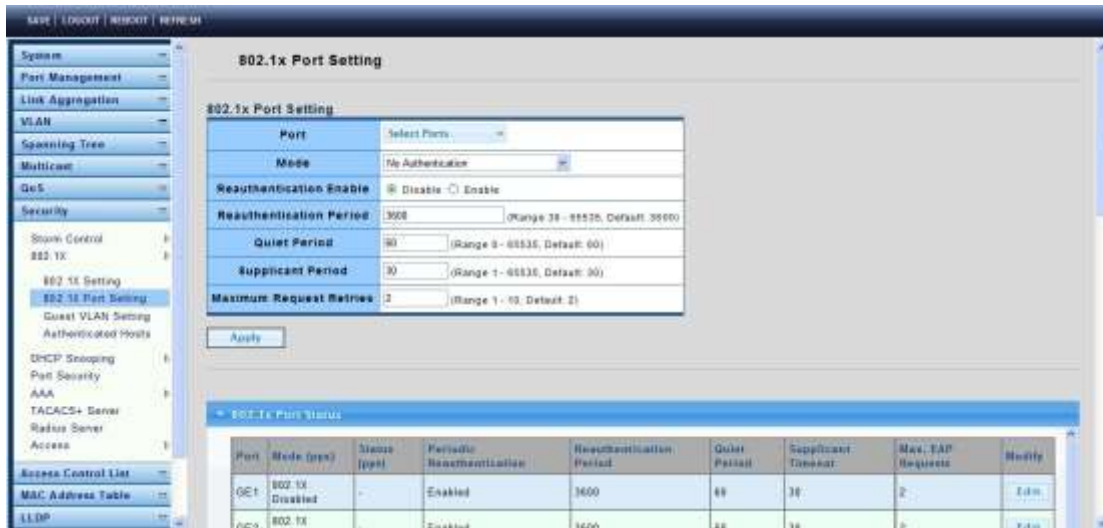 SAVE | LOGOUT | REBOOT | REFRESH
System
Port Management
Link Aggregation
VLAN
Spanning Tree
Multicast
QoS
Security
Storm Control
802.1X
802.1X Setting
802.1X Port Setting
Guest VLAN Setting
Authenticated Hosts
DHCP Snooping
Port Security
AAA
TACACS+ Server
Radius Server
Access
Access Control List
MAC Address Table
LLDP
802.1x Port Setting
802.1x Port Setting
Port Select Ports
Mode No Authentication
Reauthentication Enable Disable Enable
Reauthentication Period 3600 (Range 30 - 65535, Default: 3600)
Quiet Period 60 (Range 0 - 65535, Default: 60)
Supplicant Period 30 (Range 1 - 65535, Default: 30)
Maximum Request Retries 2 (Range 1 - 10, Default: 2)
Apply
802.1x Port Status
Port Mode (pps) Status (pps) Periodic Reauthentication Reauthentication Period Quiet Period Supplicant Timeout Max. EAP Requests Modify
GE1 802.1X Disabled - Enabled 3600 60 30 2 Edit
GE2 802.1X - Enabled 3600 60 30 2 Edit